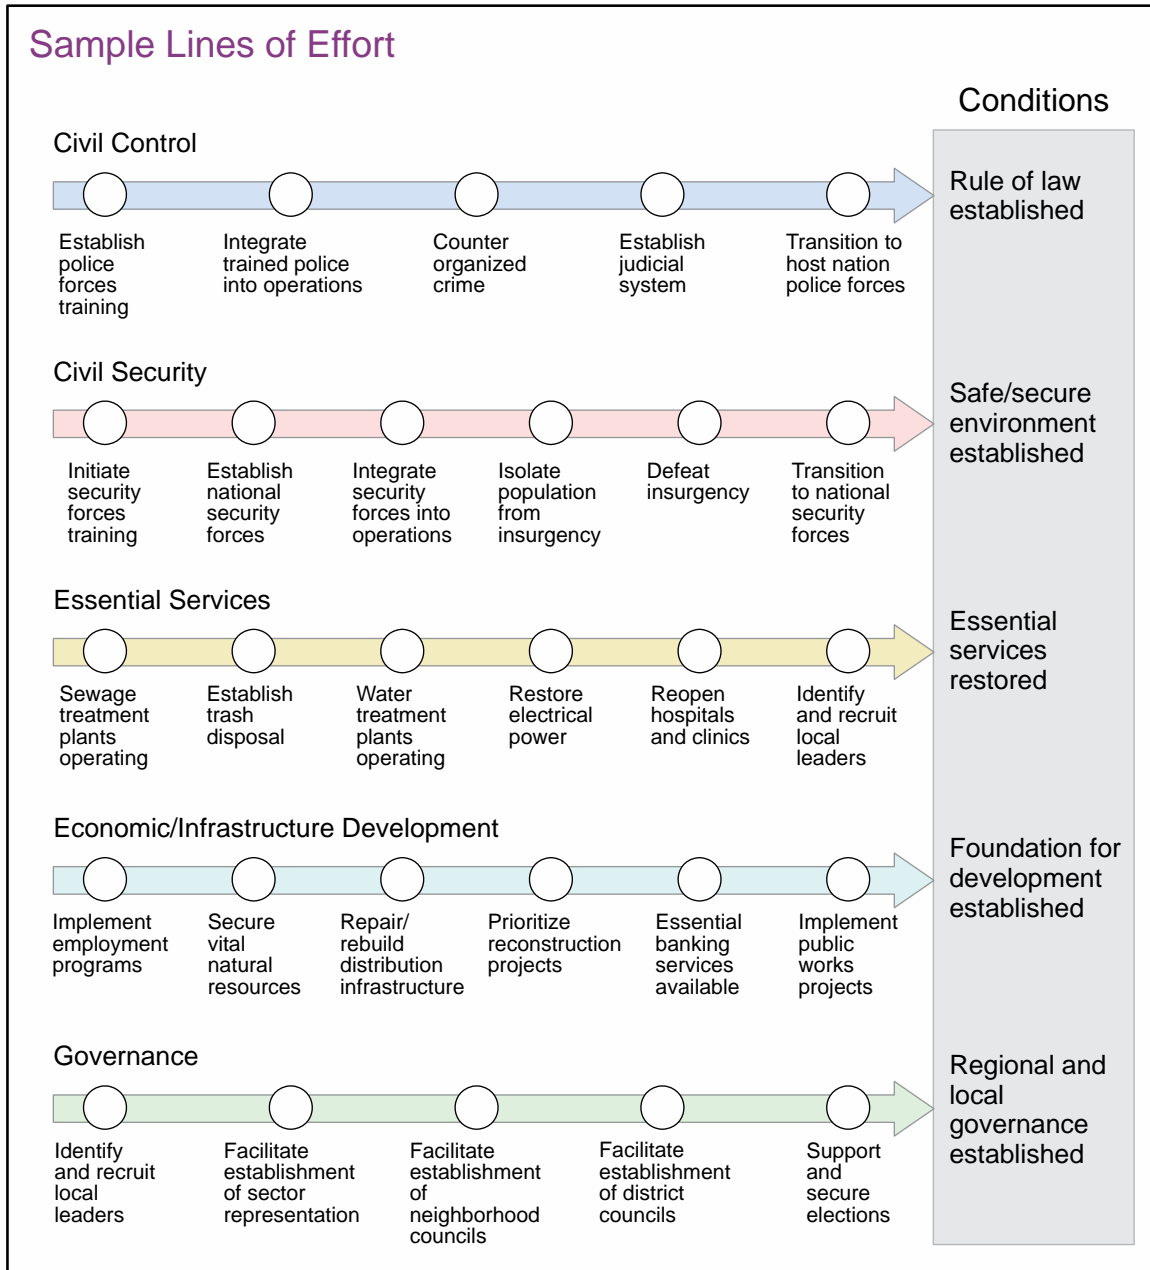 Sample Lines of Effort
Conditions
Civil Control
Establish
police
forces
training
Integrate
trained police
into operations
Counter
organized
crime
Establish
judicial
system
Transition to
host nation
police forces
Rule of law
established
Civil Security
Initiate
security
forces
training
Establish
national
security
forces
Integrate
security
forces into
operations
Isolate
population
from
insurgency
Defeat
insurgency
Transition
to national
security
forces
Safe/secure
environment
established
Essential Services
Sewage
treatment
plants
operating
Establish
trash
disposal
Water
treatment
plants
operating
Restore
electrical
power
Reopen
hospitals
and clinics
Identify
and recruit
local
leaders
Essential
services
restored
Economic/Infrastructure Development
Implement
employment
programs
Secure
vital
natural
resources
Repair/
rebuild
distribution
infrastructure
Prioritize
reconstruction
projects
Essential
banking
services
available
Implement
public
works
projects
Foundation for
development
established
Governance
Identify
and recruit
local
leaders
Facilitate
establishment
of sector
representation
Facilitate
establishment
of
neighborhood
councils
Facilitate
establishment
of district
councils
Support
and
secure
elections
Regional and
local
governance
established